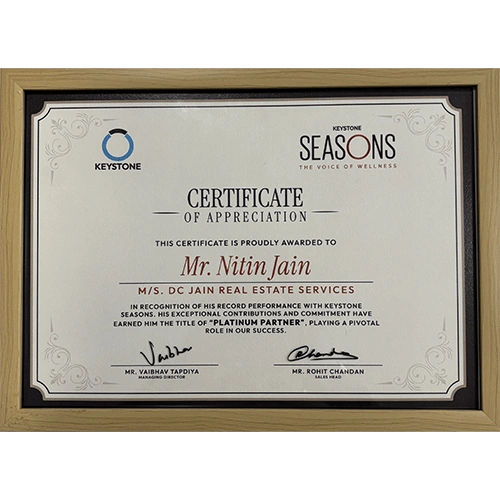 KEYSTONE
KEYSTONE
SEASONS
THE VOICE OF WELLNESS
CERTIFICATE
OF APPRECIATION
THIS CERTIFICATE IS PROUDLY AWARDED TO
Mr. Nitin Jain
M/S. DC JAIN REAL ESTATE SERVICES
IN RECOGNITION OF HIS RECORD PERFORMANCE WITH KEYSTONE
SEASONS. HIS EXCEPTIONAL CONTRIBUTIONS AND COMMITMENT HAVE
EARNED HIM THE TITLE OF "PLATINUM PARTNER", PLAYING A PIVOTAL
ROLE IN OUR SUCCESS.
Vaibhav
Chandan
MR. VAIBHAV TAPDIYA
MANAGING DIRECTOR
MR. ROHIT CHANDAN
SALES HEAD